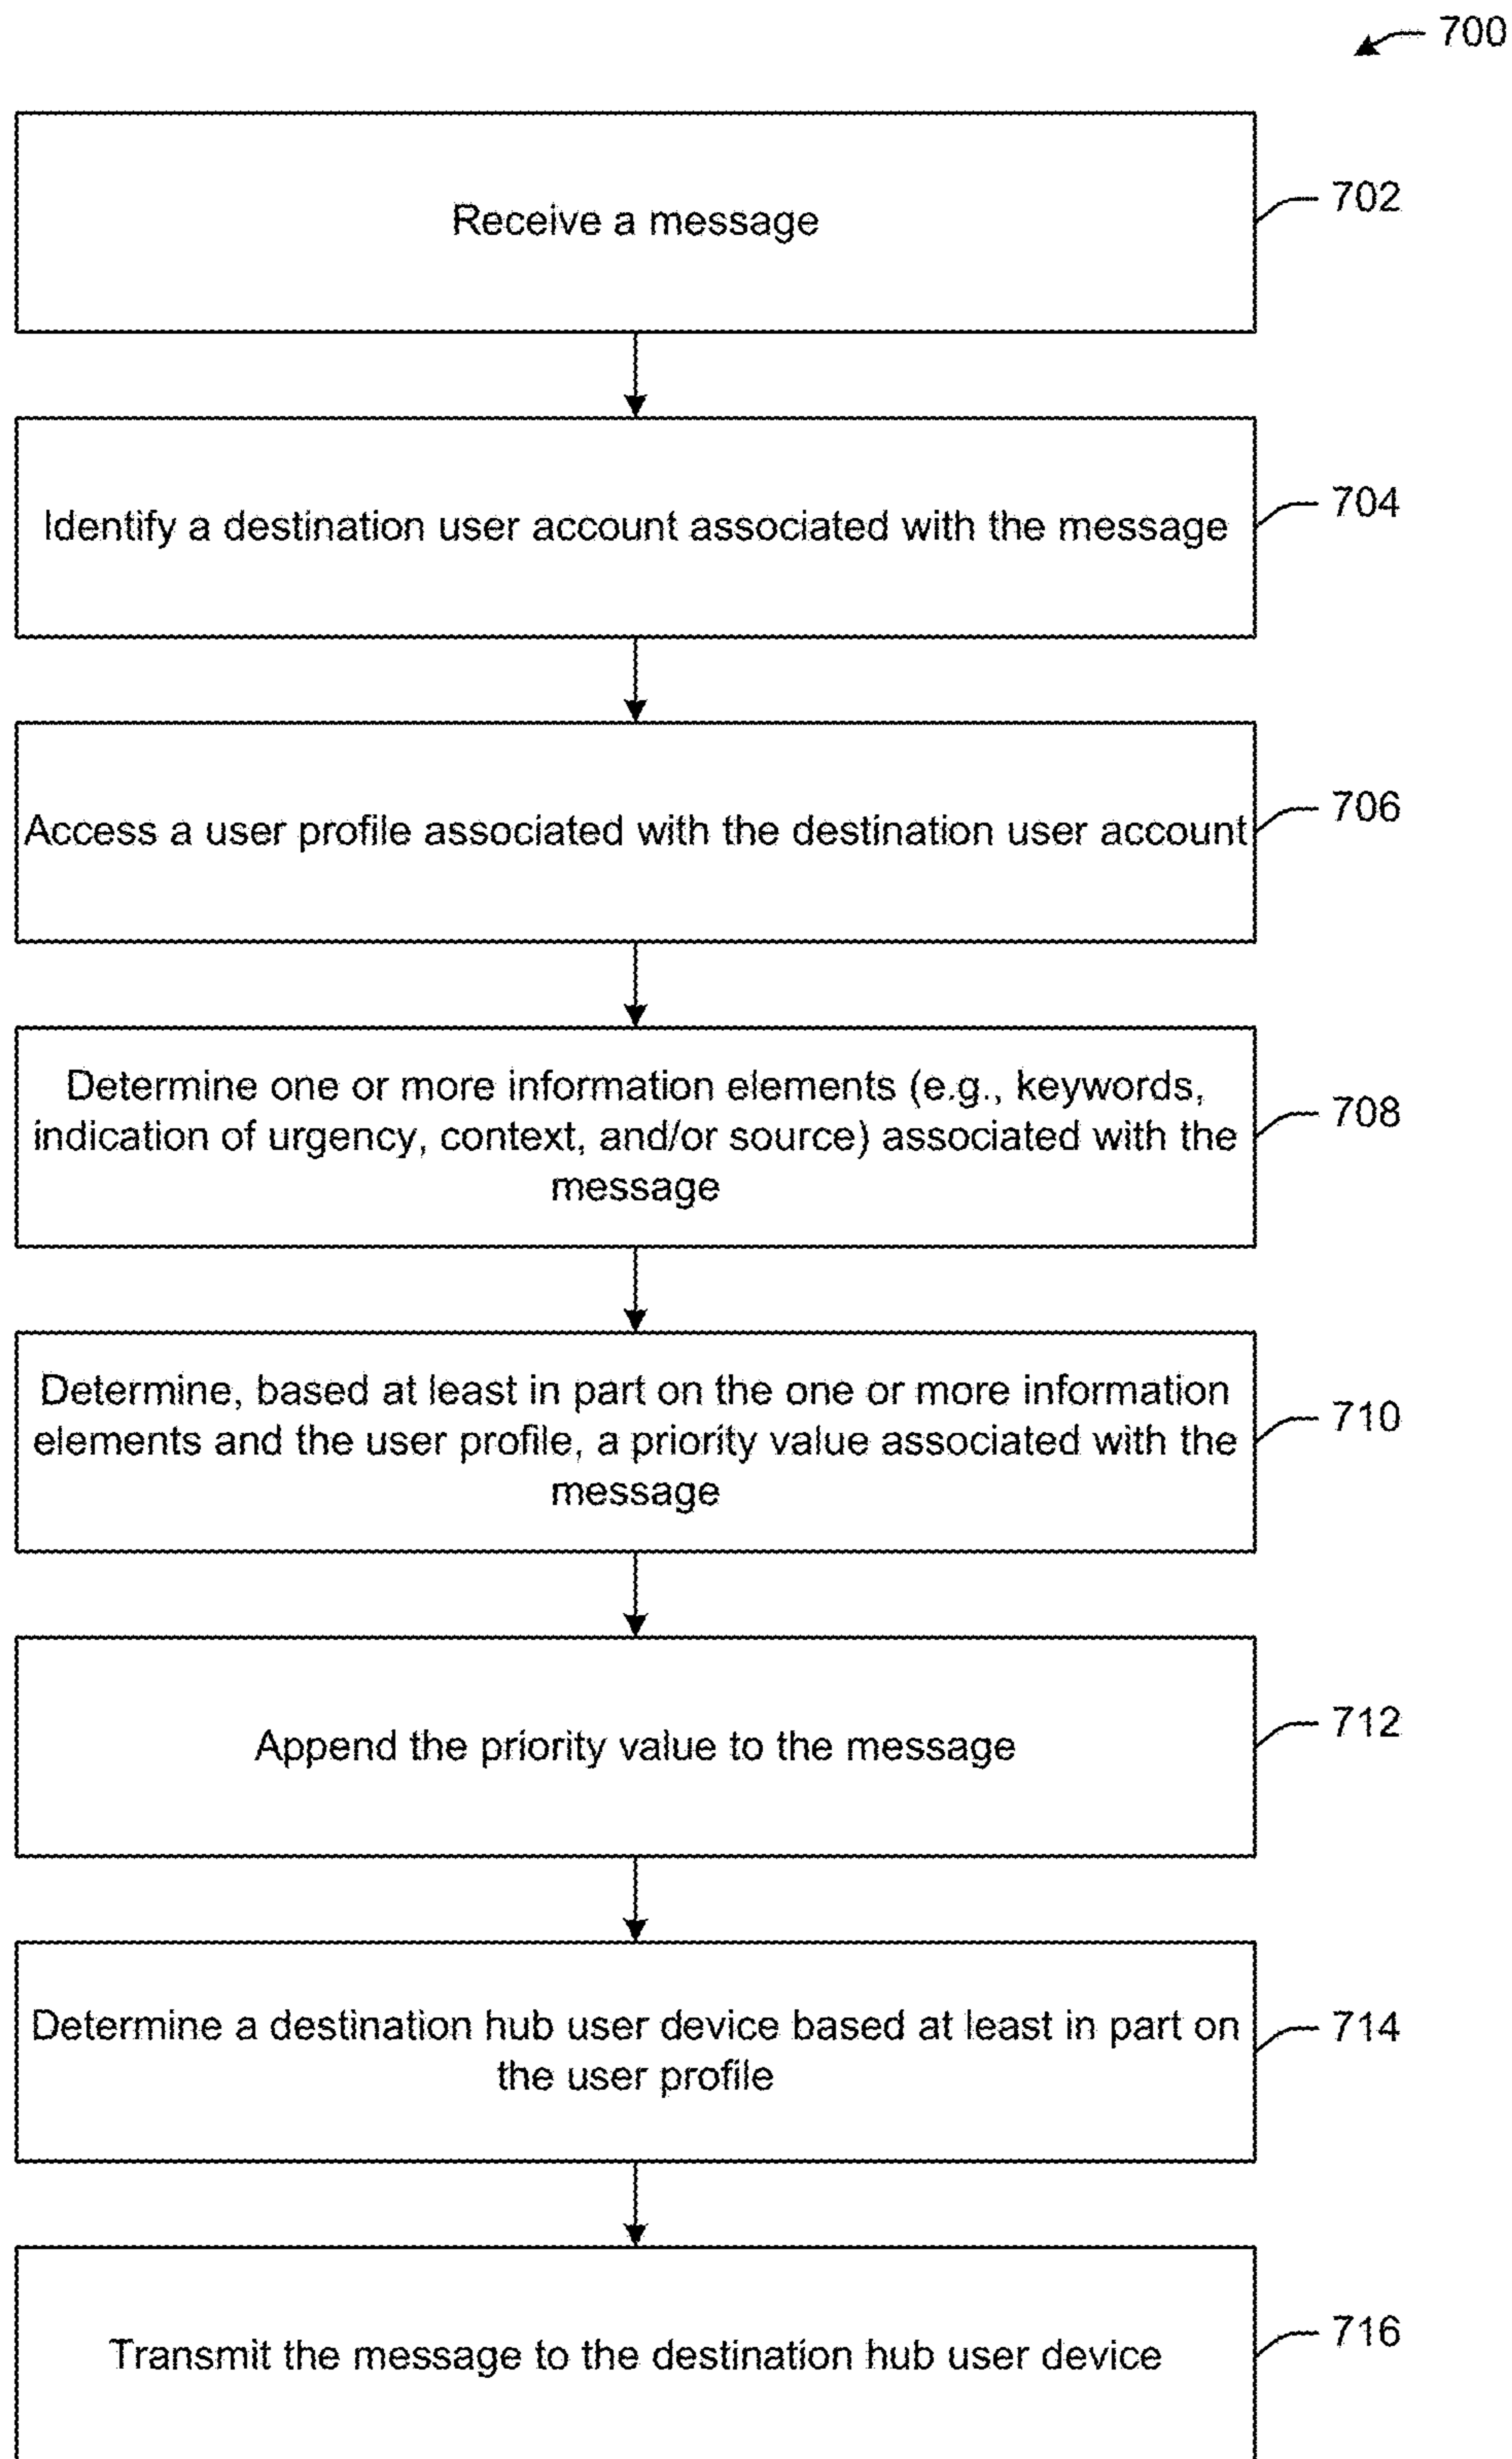 700
Receive a message
702
Identify a destination user account associated with the message
704
Access a user profile associated with the destination user account
706
Determine one or more information elements (e.g., keywords,
indication of urgency, context, and/or source) associated with the
message
708
Determine, based at least in part on the one or more information
elements and the user profile, a priority value associated with the
message
710
Append the priority value to the message
712
Determine a destination hub user device based at least in part on
the user profile
714
Transmit the message to the destination hub user device
716